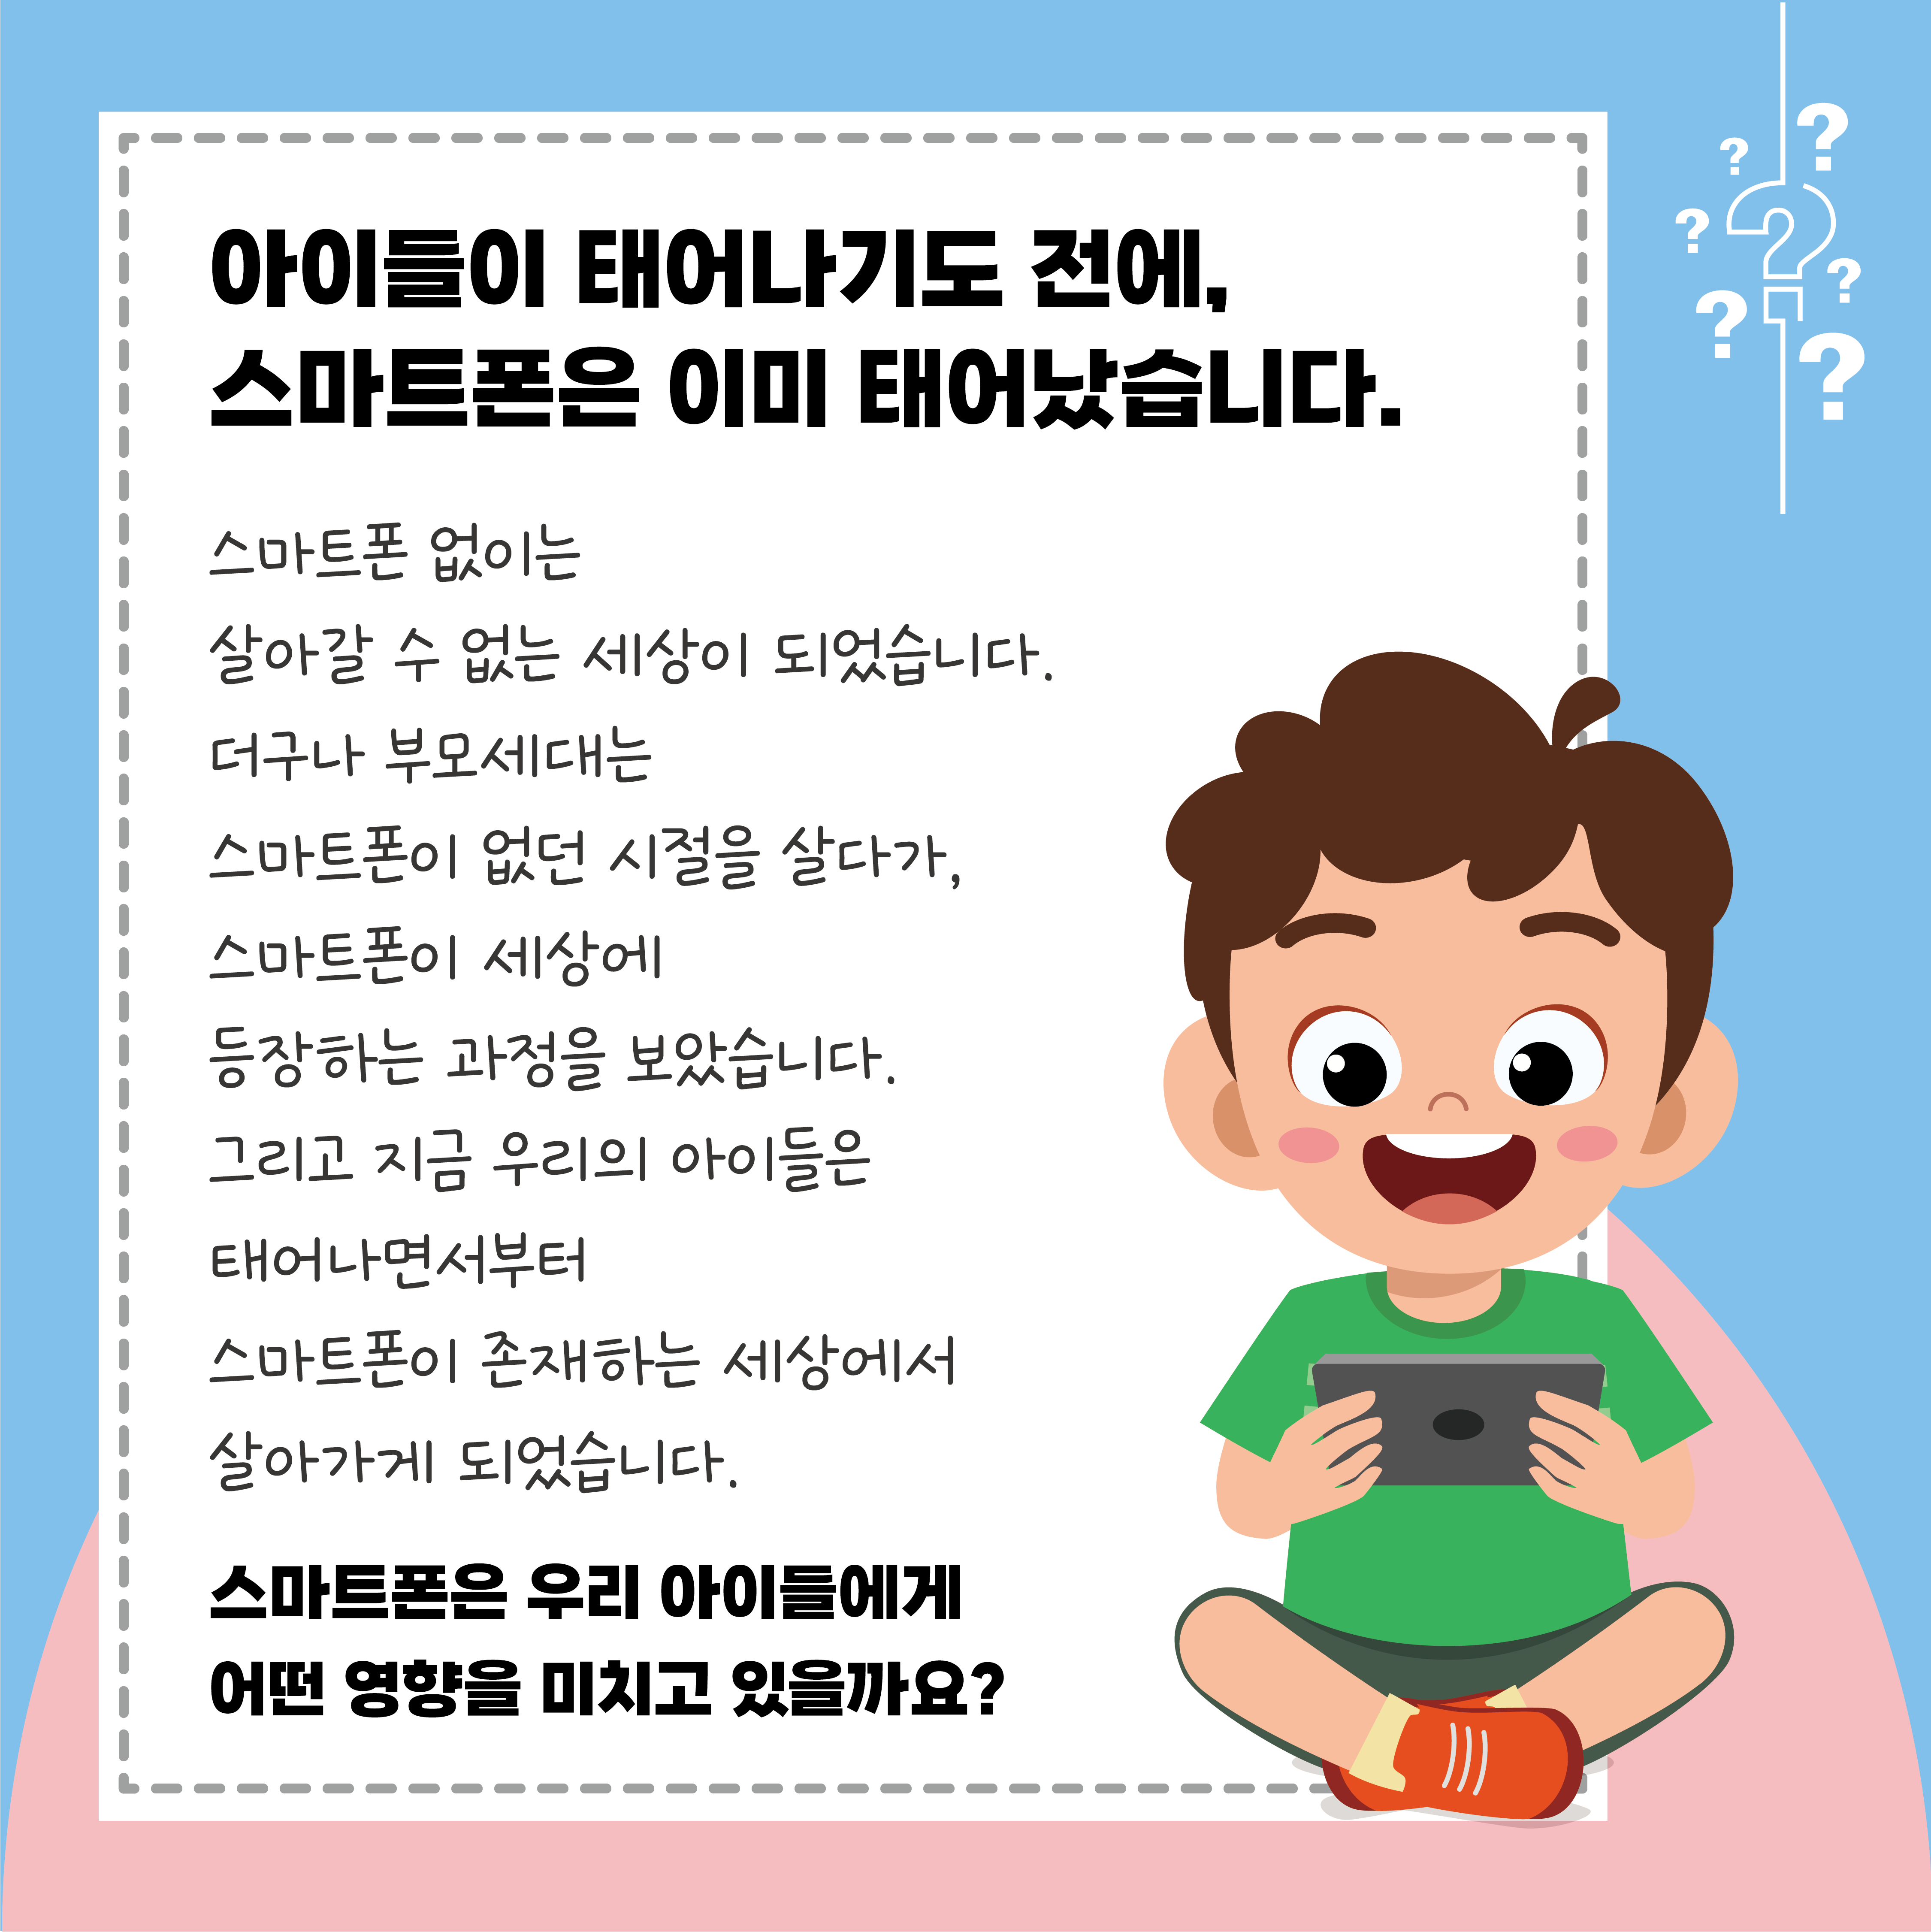 아이들이 태어나기도 전에,
스마트폰은 이미 태어났습니다.
스마트폰 없이는
살아갈 수 없는 세상이 되었습니다.
더구나 부모세대는
스마트폰이 없던 시절을 살다가,
스마트폰이 세상에
등장하는 과정을 보았습니다.
그리고 지금 우리의 아이들은
태어나면서부터
스마트폰이 존재하는 세상에서
살아가게 되었습니다.
스마트폰은 우리 아이들에게
어떤 영향을 미치고 있을까요?